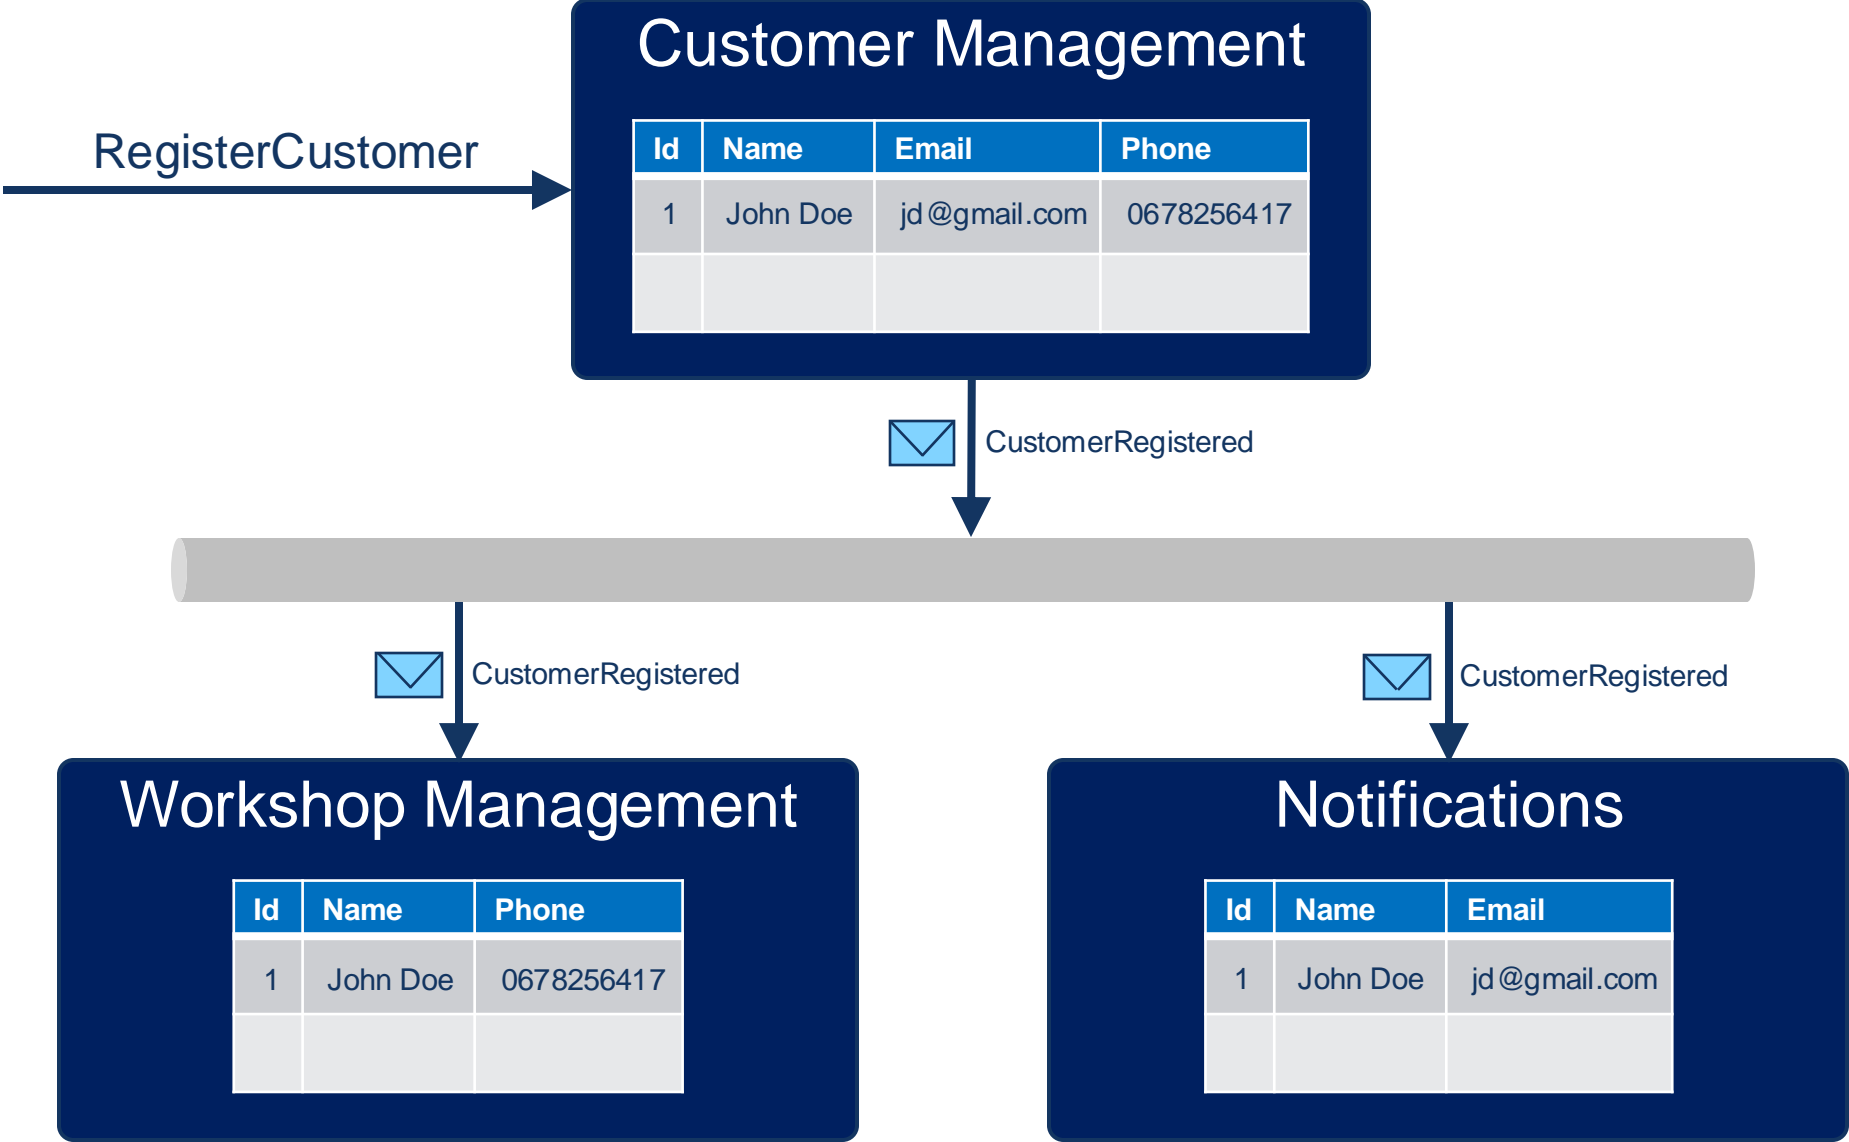 Customer Management
RegisterCustomer
Id Name Email Phone
1 John Doe jd@gmail.com 0678256417
CustomerRegistered
CustomerRegistered
CustomerRegistered
Workshop Management
Id Name Phone
1 John Doe 0678256417
Notifications
Id Name Email
1 John Doe jd@gmail.com